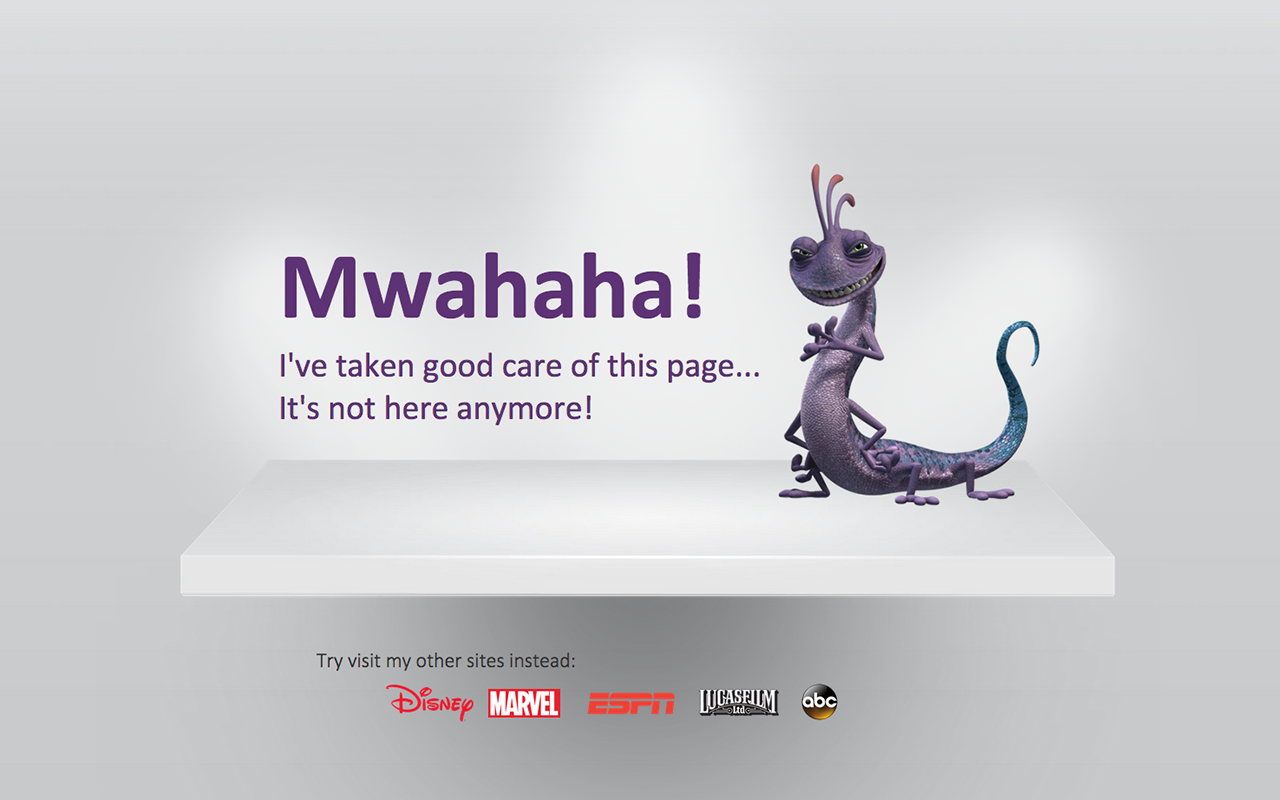 Mwahaha!
I've taken good care of this page...
It's not here anymore!
Try visit my other sites instead:
Disney MARVEL ESPN LUCASFILM Ltd abc